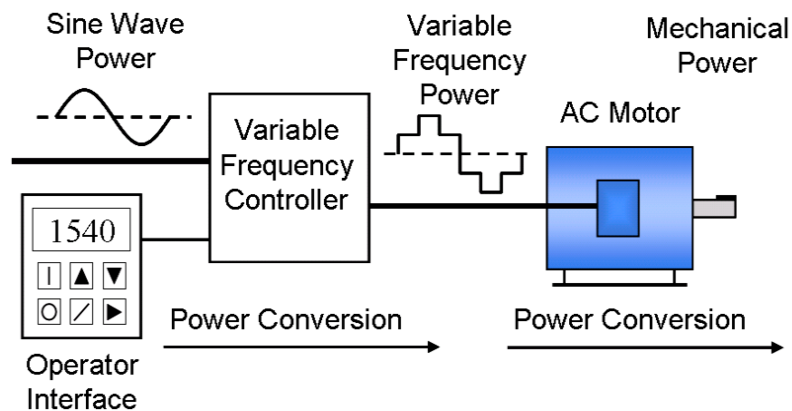 Sine Wave
Power
Variable
Frequency
Power
Mechanical
Power
AC Motor
Variable
Frequency
Controller
1540
Power Conversion
Power Conversion
Operator
Interface